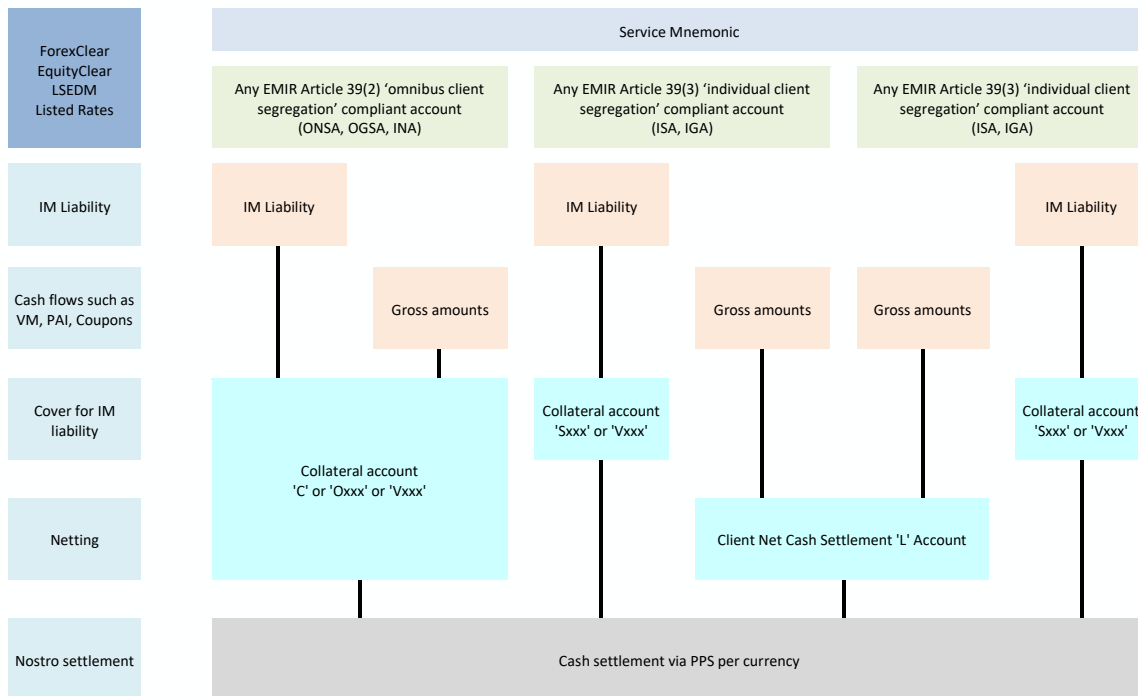 ForexClear
EquityClear
LSEDM
Listed Rates
Service Mnemonic
Any EMIR Article 39(2) ‘omnibus client
segregation’ compliant account
(ONSA, OGSA, INA)
Any EMIR Article 39(3) ‘individual client
segregation’ compliant account
(ISA, IGA)
Any EMIR Article 39(3) ‘individual client
segregation’ compliant account
(ISA, IGA)
IM Liability
IM Liability
IM Liability
IM Liability
Cash flows such as
VM, PAI, Coupons
Gross amounts
Gross amounts
Gross amounts
Cover for IM
liability
Collateral account
'C' or 'Oxxx' or 'Vxxx'
Collateral account
'Sxxx' or 'Vxxx'
Collateral account
'Sxxx' or 'Vxxx'
Netting
Client Net Cash Settlement 'L' Account
Nostro settlement
Cash settlement via PPS per currency